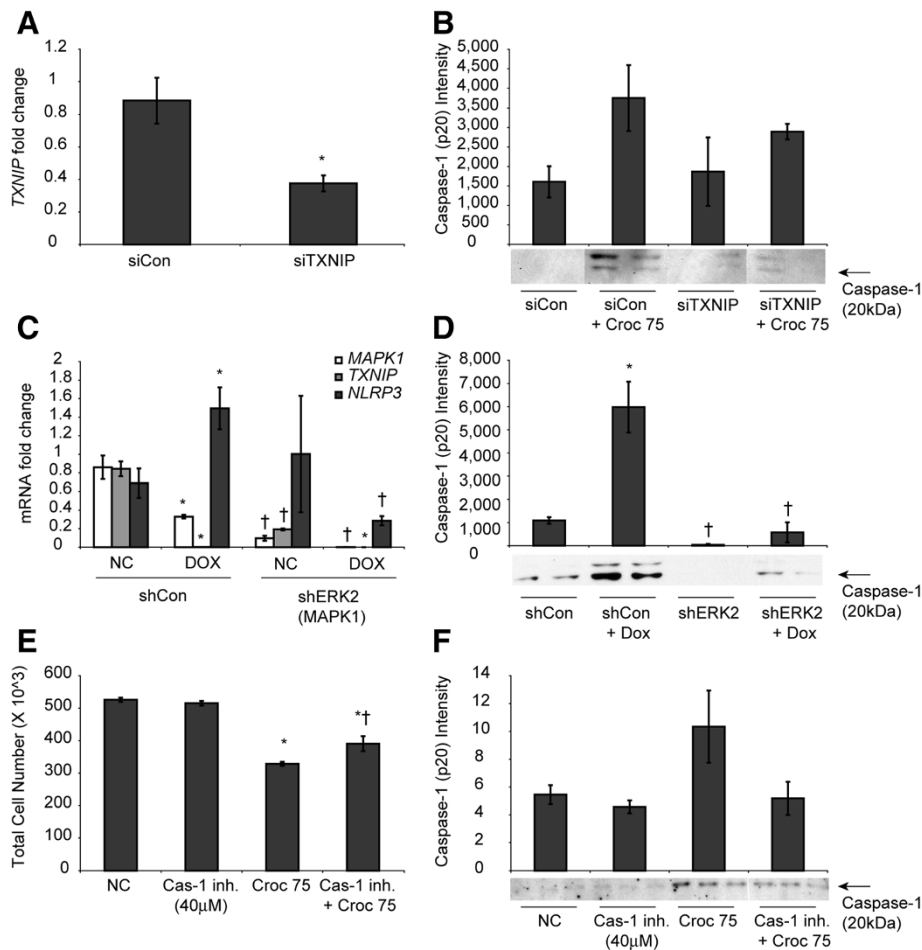 A
TXNIP fold change
1.2
1
0.8
0.6
0.4
0.2
0
*
siCon
siTXNIP
B
Caspase-1 (p20) Intensity
5,000
4,500
4,000
3,500
3,000
2,500
2,000
1,500
1,000
500
0
siCon
siCon + Croc 75
siTXNIP
siTXNIP + Croc 75
Caspase-1 (20kDa)
C
mRNA fold change
2
1.8
1.6
1.4
1.2
1
0.8
0.6
0.4
0.2
0
MAPK1
TXNIP
NLRP3
* * *
† †
† * †
NC
DOX
NC
DOX
shCon
shERK2 (MAPK1)
D
Caspase-1 (p20) Intensity
8,000
7,000
6,000
5,000
4,000
3,000
2,000
1,000
0
*
†
†
shCon
shCon + Dox
shERK2
shERK2 + Dox
Caspase-1 (20kDa)
E
Total Cell Number (X 10^3)
600
500
400
300
200
100
0
*
*†
NC
Cas-1 inh. (40μM)
Croc 75
Cas-1 inh. + Croc 75
F
Caspase-1 (p20) Intensity
14
12
10
8
6
4
2
0
NC
Cas-1 inh. (40μM)
Croc 75
Cas-1 inh. + Croc 75
Caspase-1 (20kDa)